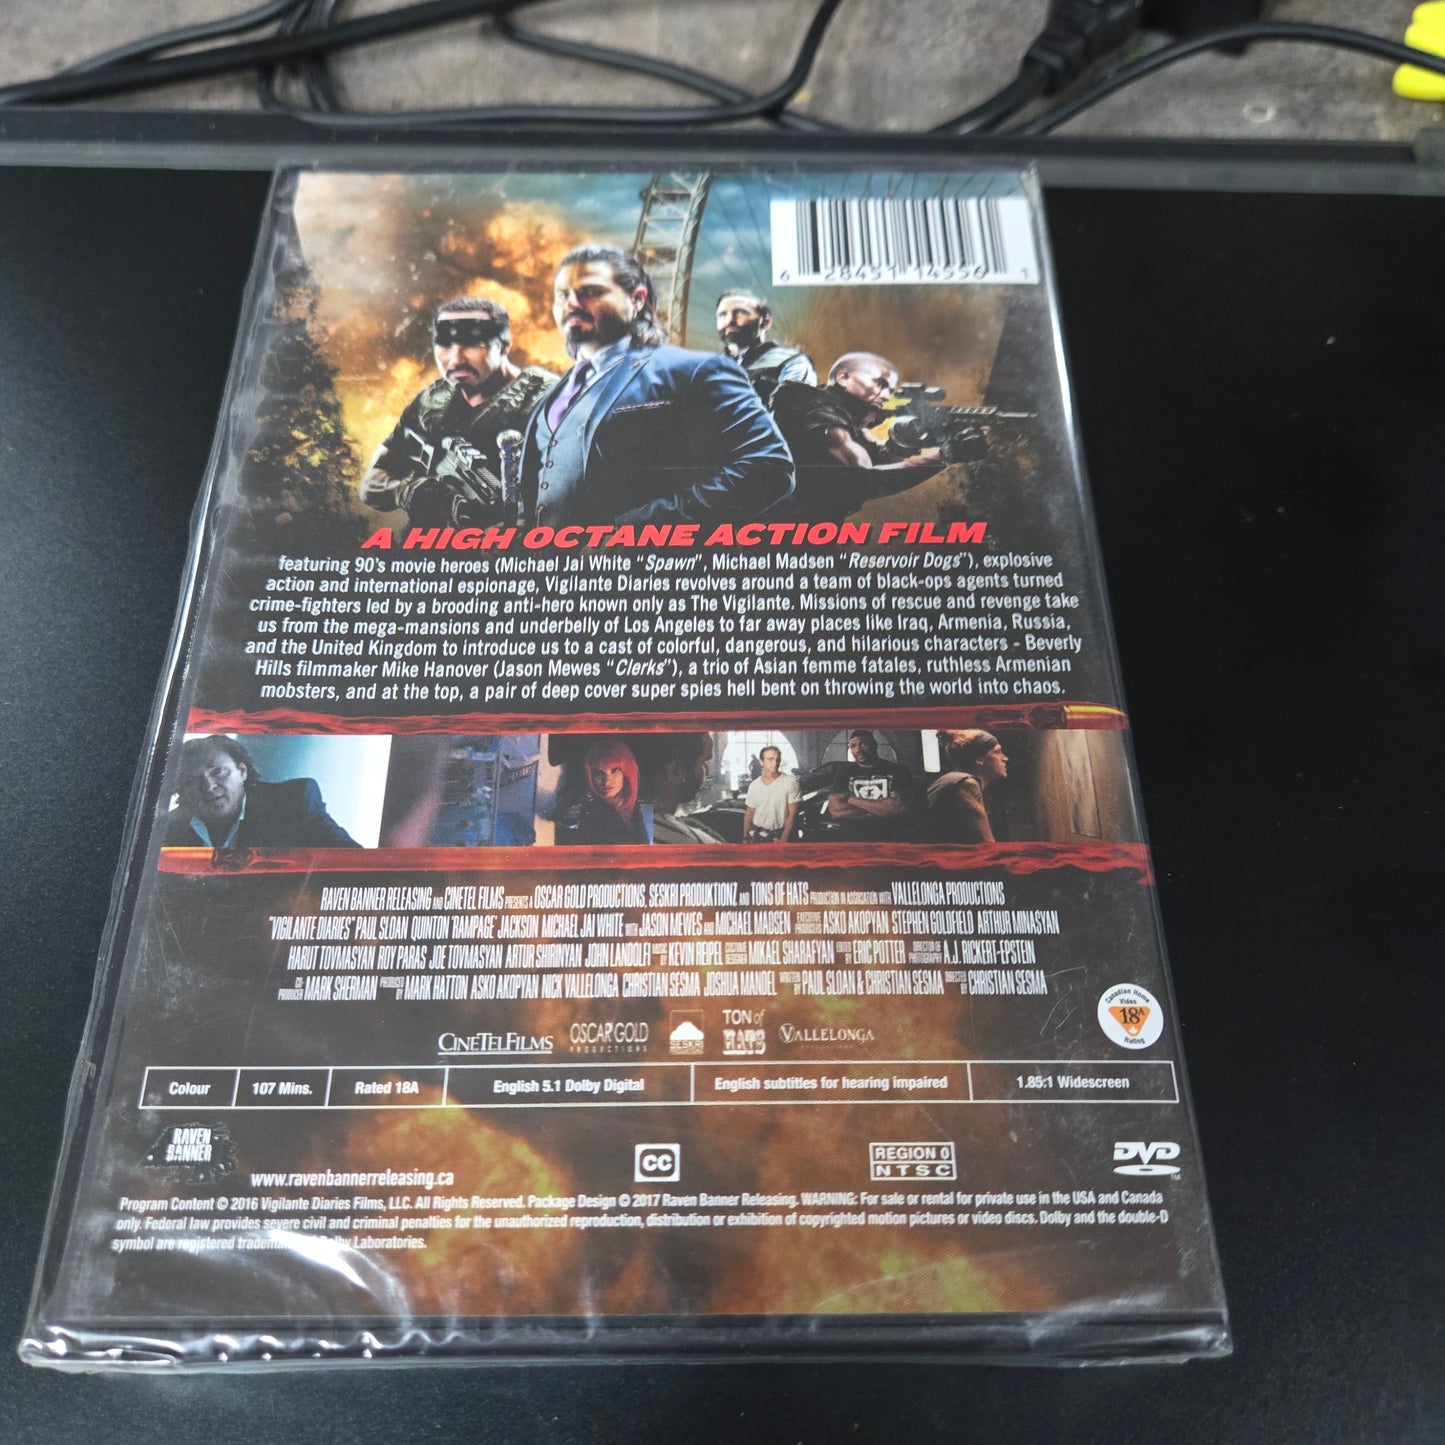 6 28451 14556 1
A HIGH OCTANE ACTION FILM
featuring 90's movie heroes (Michael Jai White "Spawn", Michael Madsen "Reservoir Dogs"), explosive
action and international espionage, Vigilante Diaries revolves around a team of black-ops agents turned
crime-fighters led by a brooding anti-hero known only as The Vigilante. Missions of rescue and revenge take
us from the mega-mansions and underbelly of Los Angeles to far away places like Iraq, Armenia, Russia,
and the United Kingdom to introduce us to a cast of colorful, dangerous, and hilarious characters - Beverly
Hills filmmaker Mike Hanover (Jason Mewes "Clerks"), a trio of Asian femme fatales, ruthless Armenian
mobsters, and at the top, a pair of deep cover super spies hell bent on throwing the world into chaos.
RAVEN BANNER RELEASING AND CINETEL FILMS PRESENTS A OSCAR GOLD PRODUCTIONS, SESKRI PRODUKTIONZ AND TONS OF HATS PRODUCTION IN ASSOCIATION WITH VALLELONGA PRODUCTIONS
"VIGILANTE DIARIES" PAUL SLOAN QUINTON 'RAMPAGE' JACKSON MICHAEL JAI WHITE WITH JASON MEWES AND MICHAEL MADSEN EXECUTIVE PRODUCERS ASKO AKOPYAN STEPHEN GOLDFIELD ARTHUR MINASYAN
HARUT TOVMASYAN ROY PARAS JOE TOVMASYAN ARTUR SHIRINYAN JOHN LANDOLFI MUSIC BY KEVIN REIPEL COSTUME DESIGNER MIKAEL SHARAFYAN EDITED BY ERIC POTTER DIRECTOR OF PHOTOGRAPHY A.J. RICKERT-EPSTEIN
CO-PRODUCER MARK SHERMAN PRODUCED BY MARK HATTON ASKO AKOPYAN NICK VALLELONGA CHRISTIAN SESMA JOSHUA MANDEL WRITTEN BY PAUL SLOAN & CHRISTIAN SESMA DIRECTED BY CHRISTIAN SESMA
Canadian Home
Video
18A
Rating
CINETEL FILMS OSCAR GOLD PRODUCTIONS SESKRI TON of HATS VALLELONGA
Colour 107 Mins. Rated 18A English 5.1 Dolby Digital English subtitles for hearing impaired 1.85:1 Widescreen
RAVEN
BANNER
www.ravenbannerreleasing.ca
CC
REGION 0
NTSC
DVD
Program Content © 2016 Vigilante Diaries Films, LLC. All Rights Reserved. Package Design © 2017 Raven Banner Releasing. WARNING: For sale or rental for private use in the USA and Canada
only. Federal law provides severe civil and criminal penalties for the unauthorized reproduction, distribution or exhibition of copyrighted motion pictures or video discs. Dolby and the double-D
symbol are registered Dolby Laboratories.